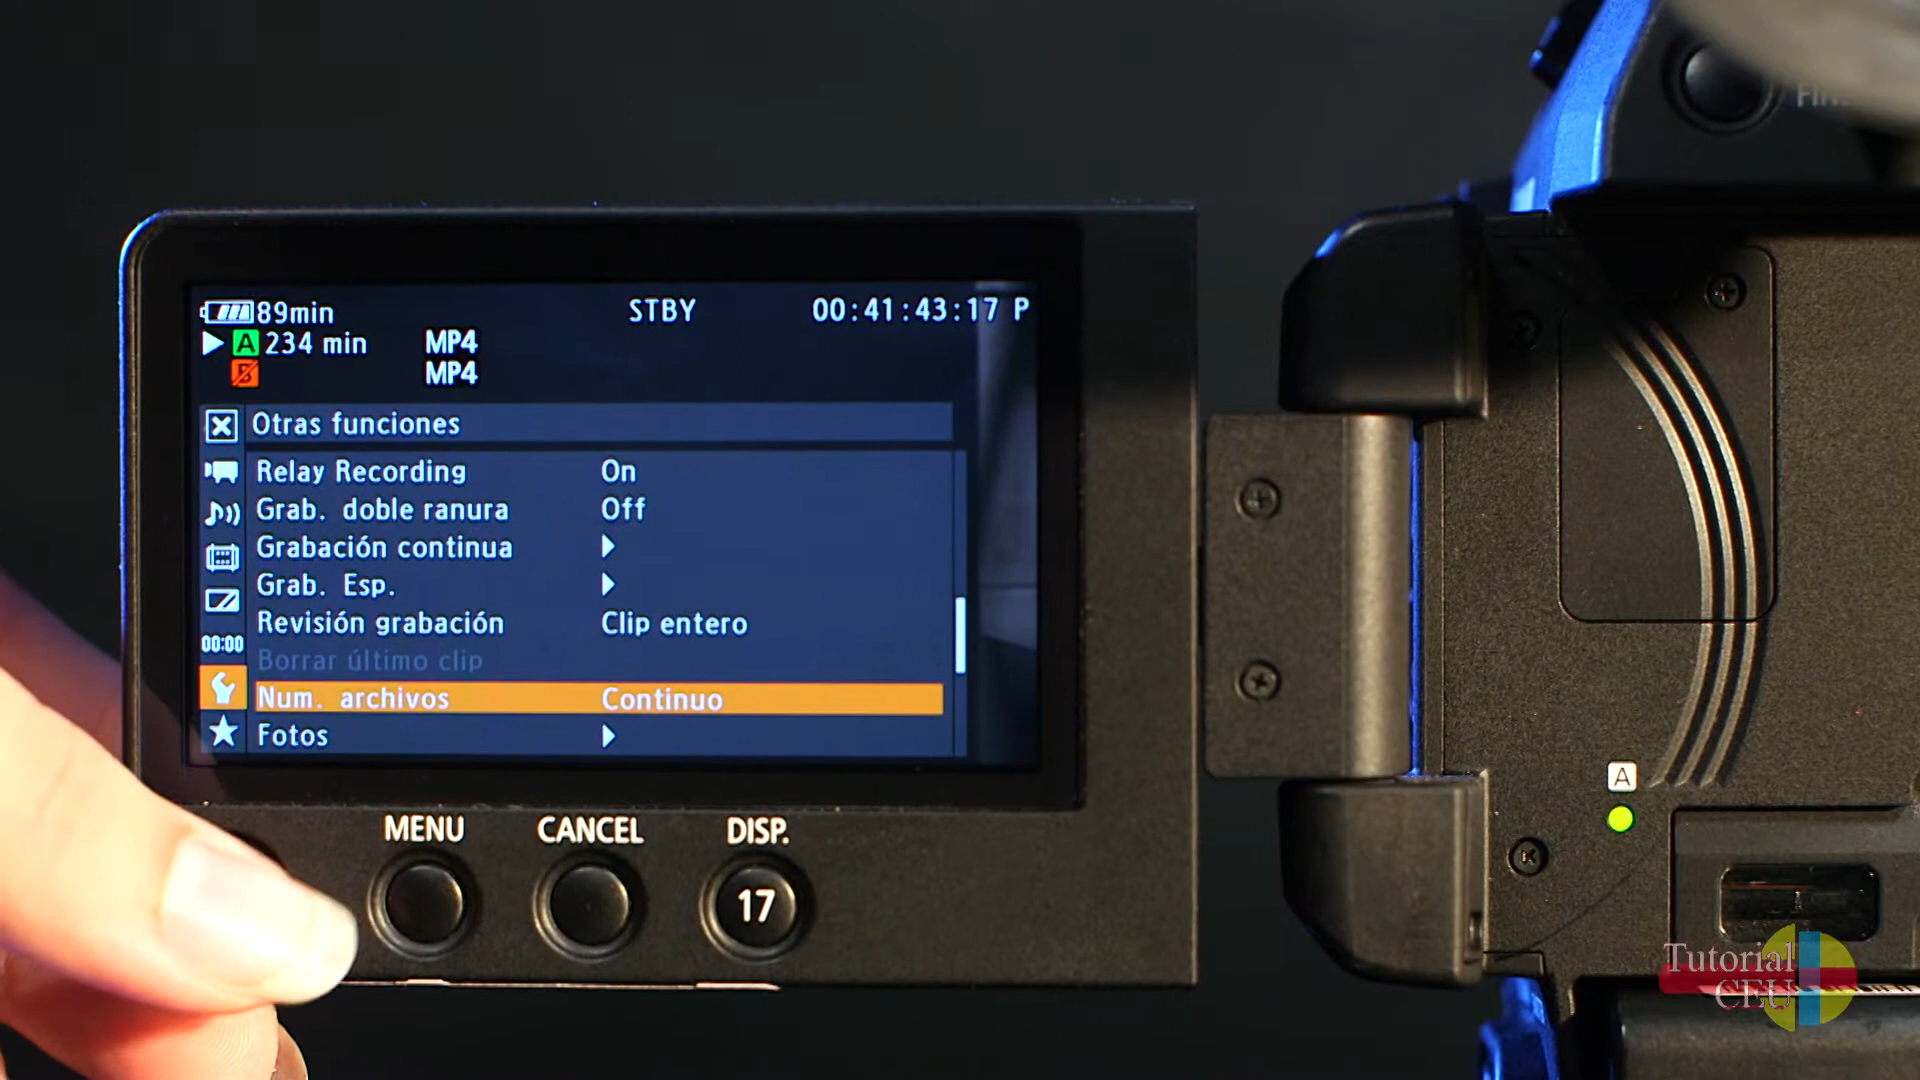 89min STBY 00:41:43:17 P
A 234 min MP4
B MP4
Otras funciones
Relay Recording On
Grab. doble ranura Off
Grabación continua
Grab. Esp.
Revisión grabación Clip entero
00:00
Borrar último clip
Num. archivos Continuo
Fotos
MENU CANCEL DISP.
17
A
Tutorial
CEU